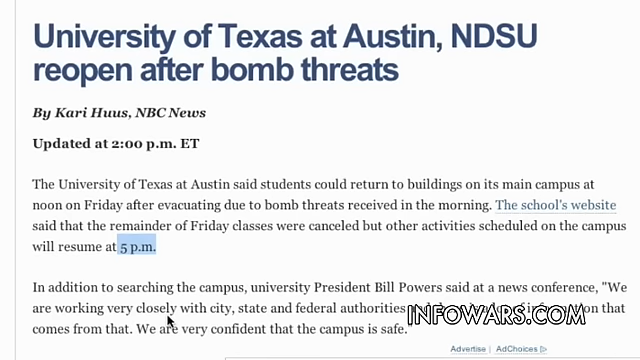 University of Texas at Austin, NDSU
reopen after bomb threats
By Kari Huus, NBC News
Updated at 2:00 p.m. ET
The University of Texas at Austin said students could return to buildings on its main campus at
noon on Friday after evacuating due to bomb threats received in the morning. The school's website
said that the remainder of Friday classes were canceled but other activities scheduled on the campus
will resume at 5 p.m.
In addition to searching the campus, university President Bill Powers said at a news conference, "We
are working very closely with city, state and federal authorities that
comes from that. We are very confident that the campus is safe."
INFOWARS.COM
Advertise | AdChoices